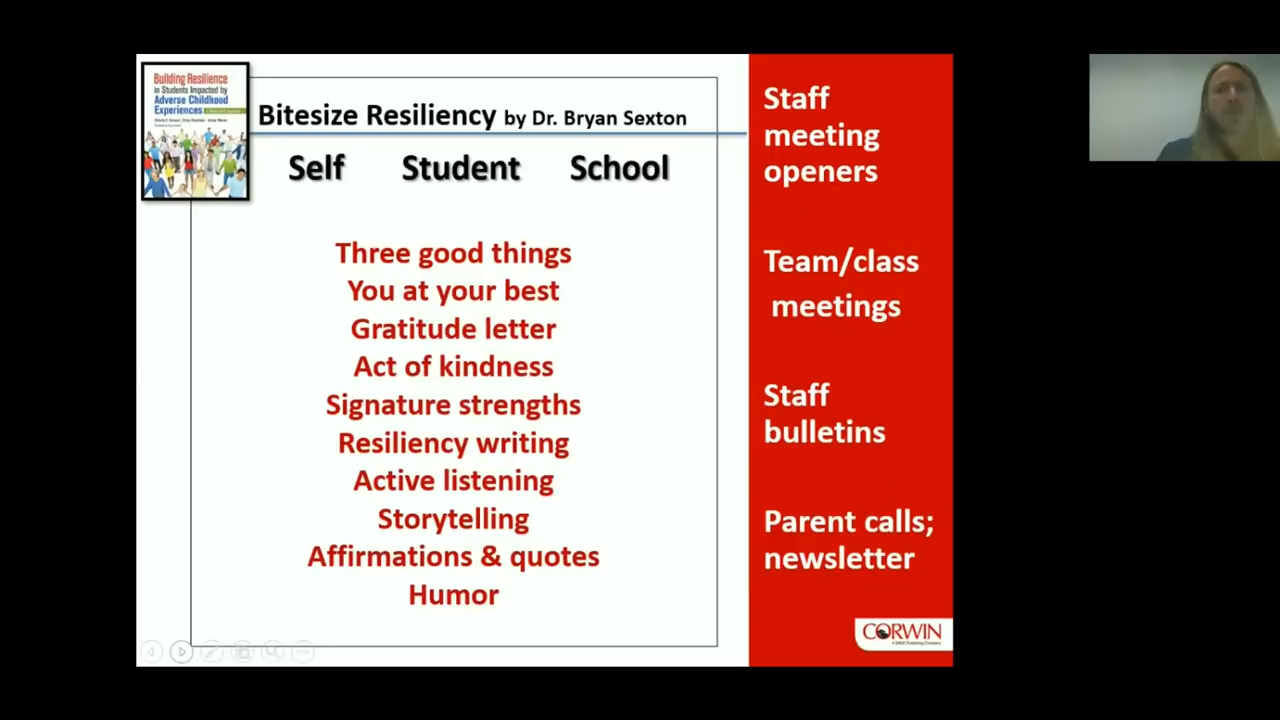 Building Resilience
in Students Impacted by
Adverse Childhood
Experiences
Bitesize Resiliency by Dr. Bryan Sexton
Self Student School
Three good things
You at your best
Gratitude letter
Act of kindness
Signature strengths
Resiliency writing
Active listening
Storytelling
Affirmations & quotes
Humor
Staff
meeting
openers
Team/class
meetings
Staff
bulletins
Parent calls;
newsletter
CORWIN